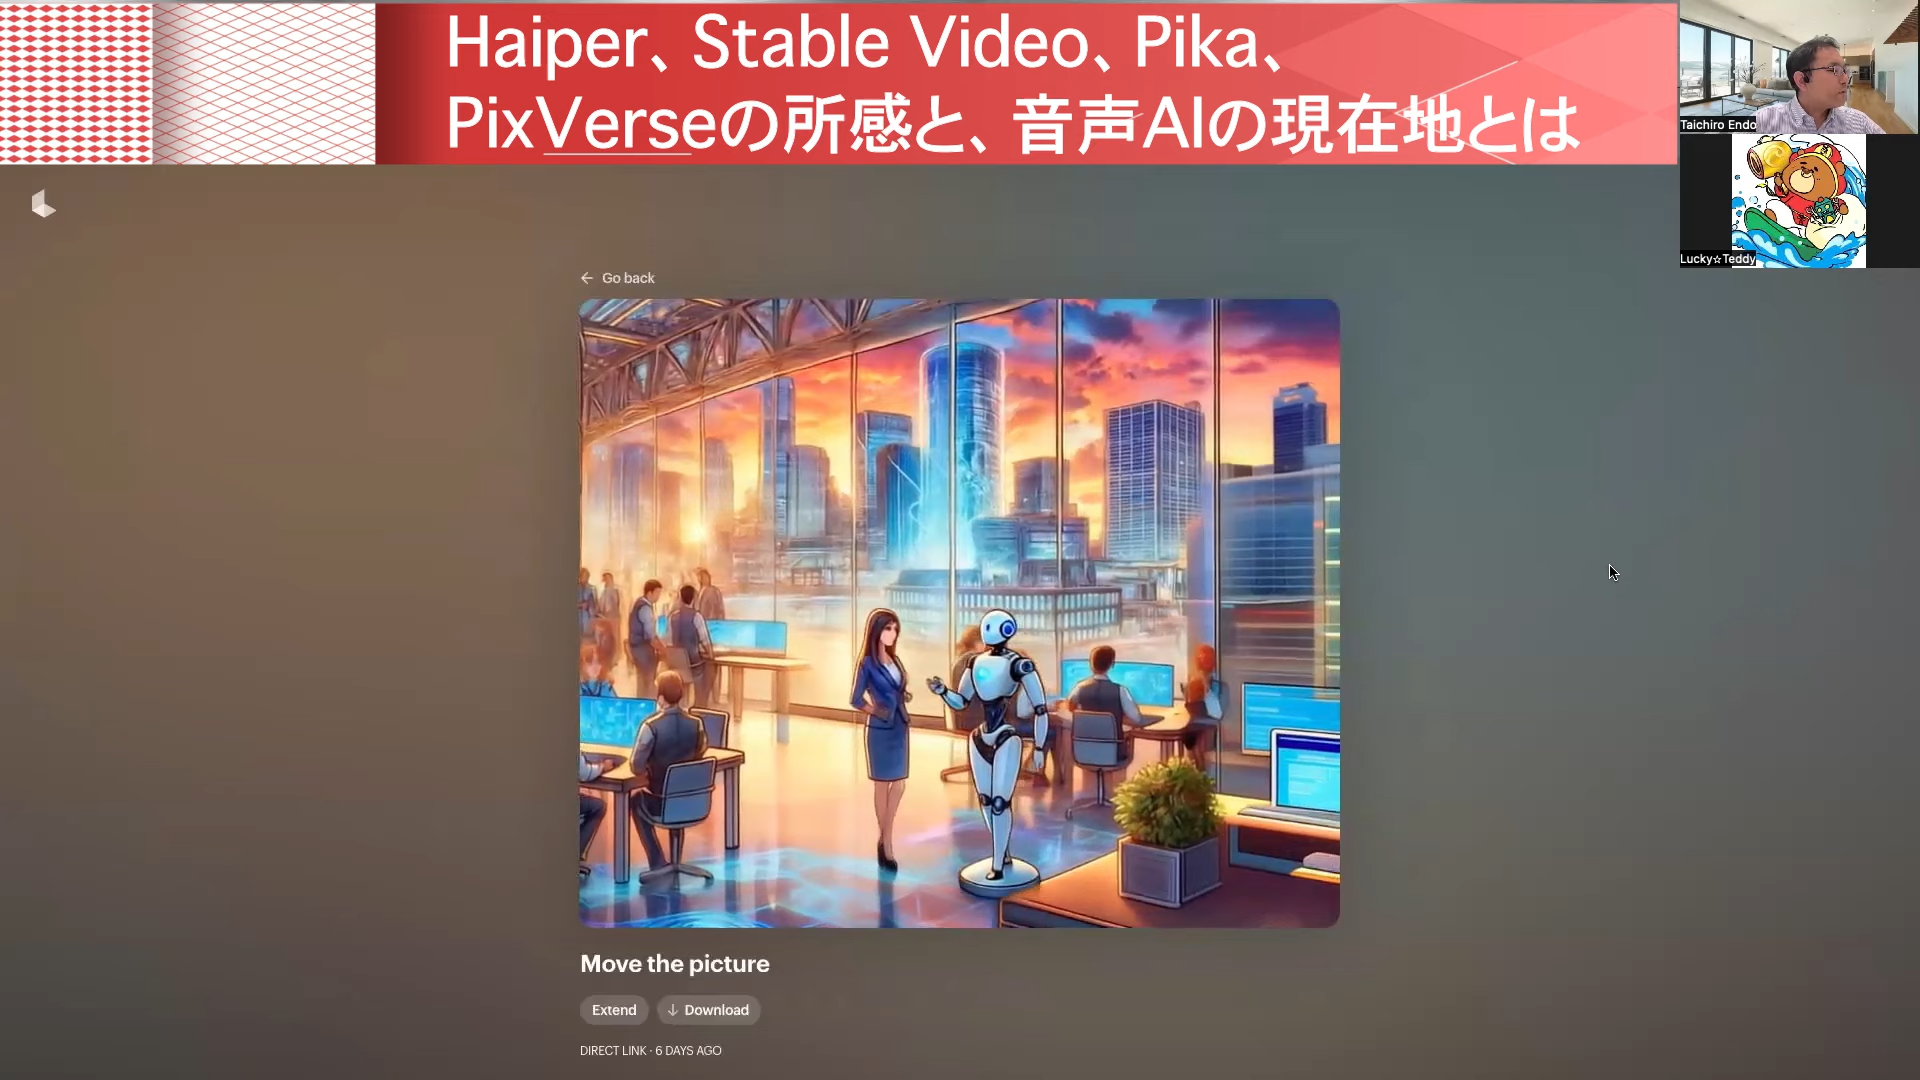 Haiper、Stable Video、Pika、
PixVerseの所感と、音声AIの現在地とは
Taichiro Endo
Lucky☆Teddy
← Go back
Move the picture
Extend
↓ Download
DIRECT LINK · 6 DAYS AGO